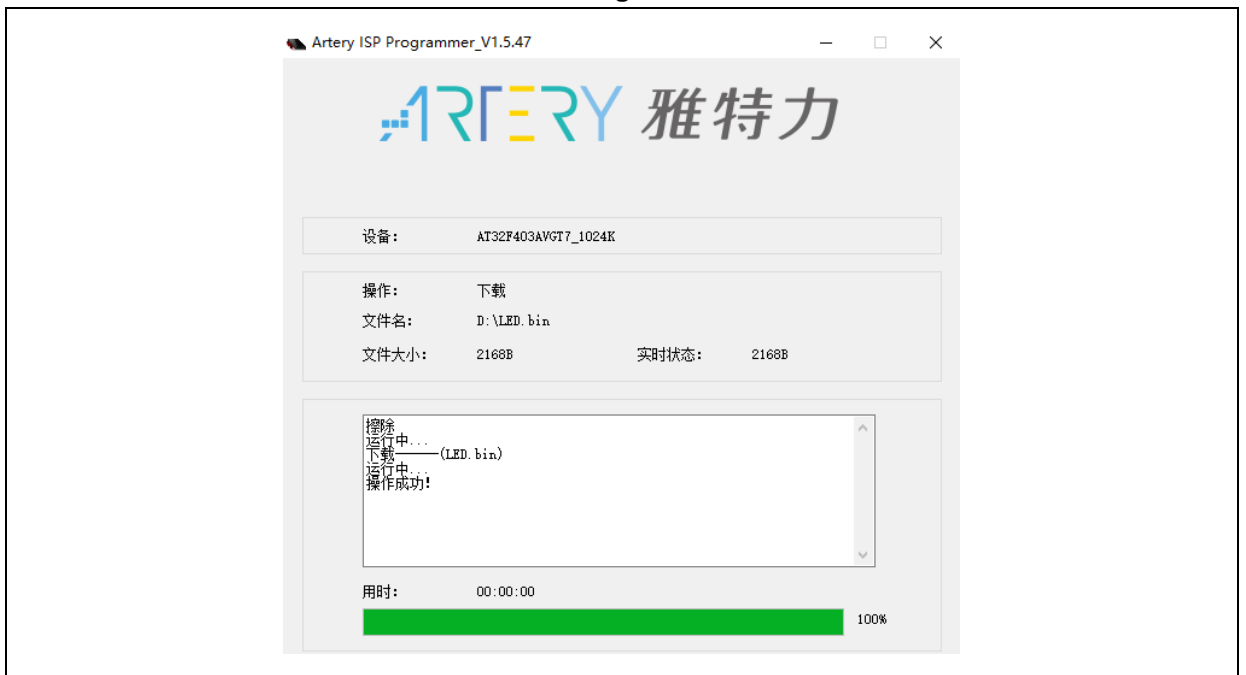 Artery ISP Programmer_V1.5.47
ARTERY 雅特力
设备: AT32F403AVGT7_1024K
操作: 下载
文件名: D:\LED.bin
文件大小: 2168B 实时状态: 2168B
擦除
运行中...
下载———(LED.bin)
运行中...
操作成功!
用时: 00:00:00
100%